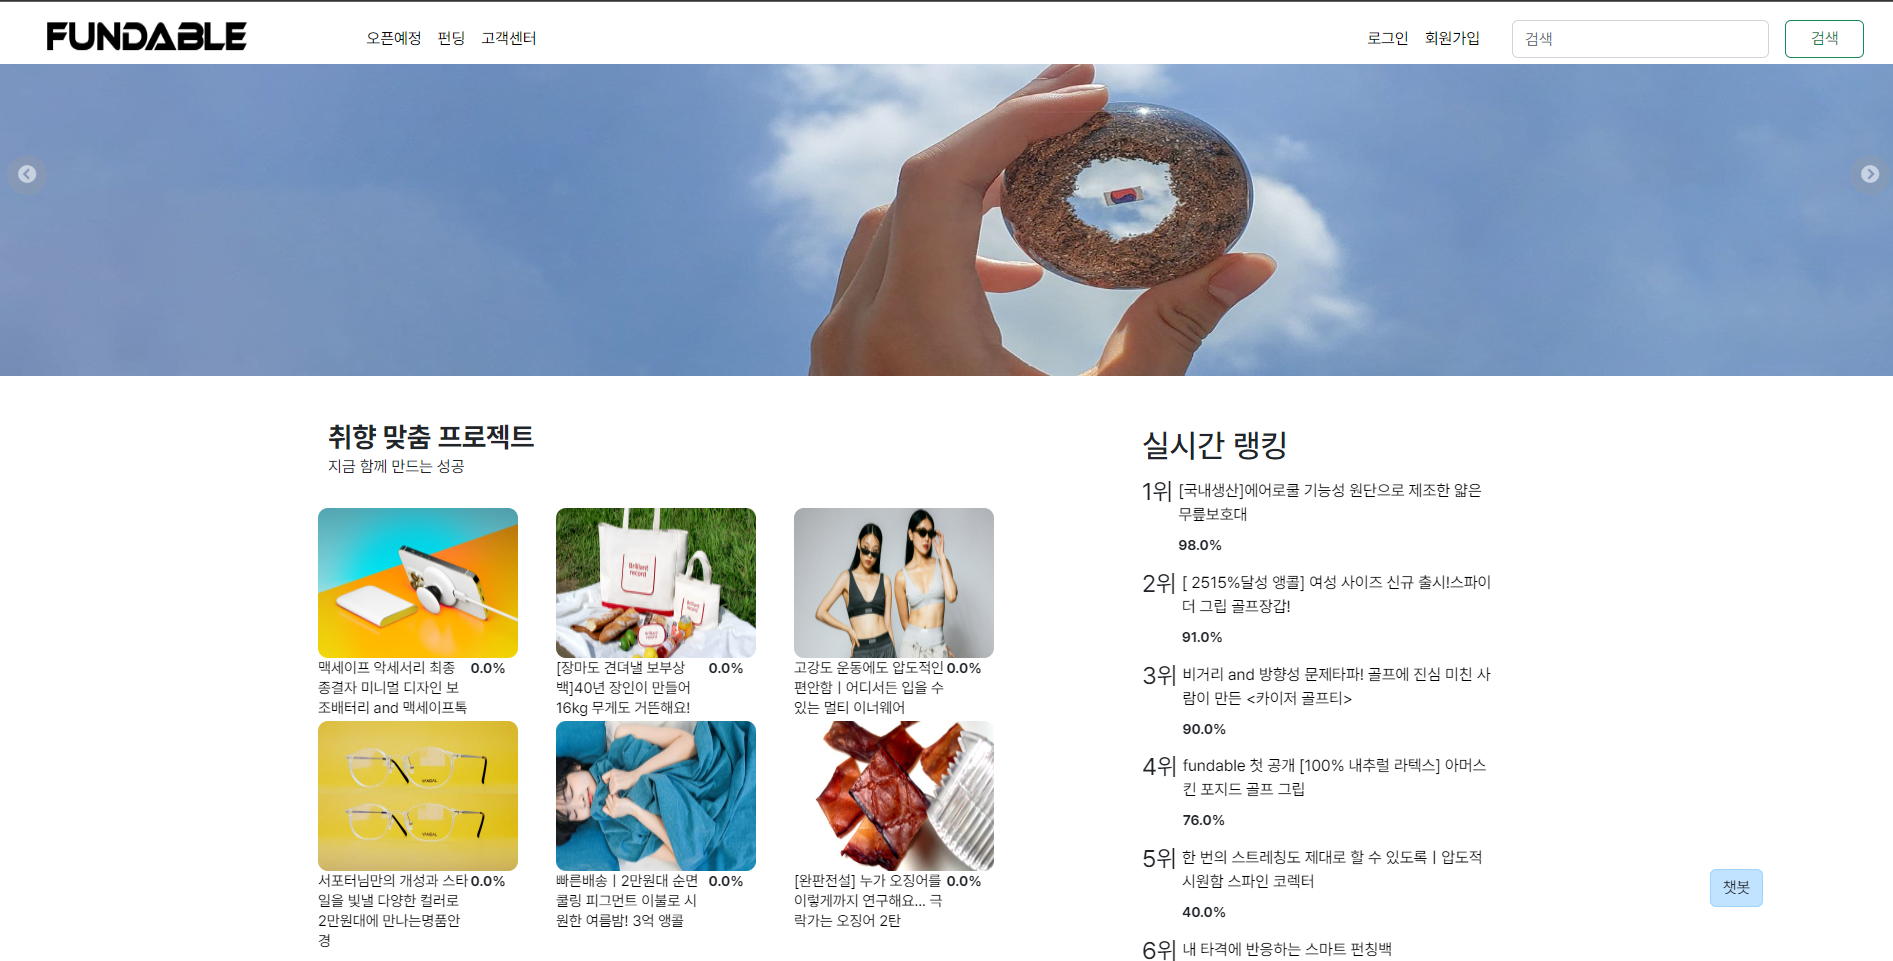 FUNDABLE
오픈예정 펀딩 고객센터
로그인 회원가입 검색 검색
취향 맞춤 프로젝트
지금 함께 만드는 성공
Brilliant
record
Brilliant
record
Brilliant
record
맥세이프 악세서리 최종 0.0%
종결자 미니멀 디자인 보
조배터리 and 맥세이프톡
[장마도 견뎌낼 보부상 0.0%
백]40년 장인이 만들어
16kg 무게도 거뜬해요!
고강도 운동에도 압도적인 0.0%
편안함 | 어디서든 입을 수
있는 멀티 이너웨어
서포터님만의 개성과 스타 0.0%
일을 빛낼 다양한 컬러로
2만원대에 만나는명품안
경
빠른배송 | 2만원대 순면 0.0%
쿨링 피그먼트 이불로 시
원한 여름밤! 3억 앵콜
[완판전설] 누가 오징어를 0.0%
이렇게까지 연구해요... 극
락가는 오징어 2탄
실시간 랭킹
1위 [국내생산]에어로쿨 기능성 원단으로 제조한 얇은
무릎보호대
98.0%
2위 [ 2515%달성 앵콜] 여성 사이즈 신규 출시!스파이
더 그립 골프장갑!
91.0%
3위 비거리 and 방향성 문제타파! 골프에 진심 미친 사
람이 만든 <카이저 골프티>
90.0%
4위 fundable 첫 공개 [100% 내추럴 라텍스] 아머스
킨 포지드 골프 그립
76.0%
5위 한 번의 스트레칭도 제대로 할 수 있도록 | 압도적
시원함 스파인 코렉터
40.0%
6위 내 타격에 반응하는 스마트 펀칭백
챗봇